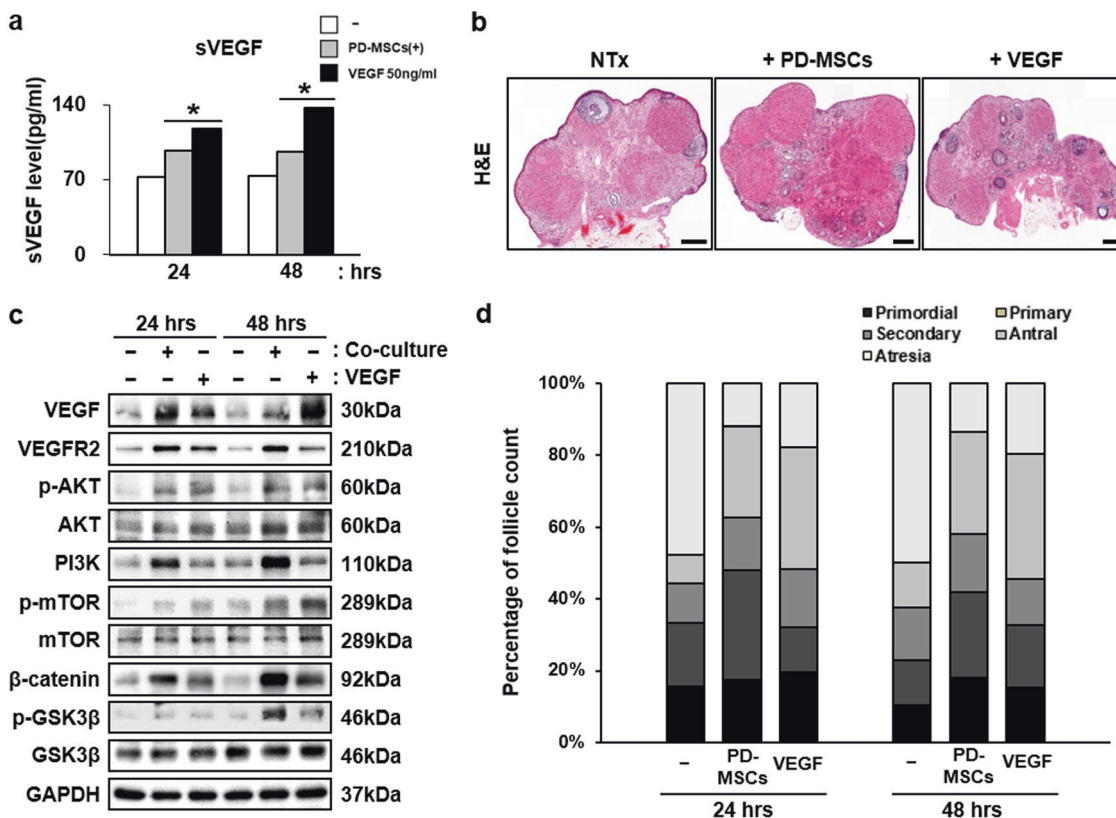 a
sVEGF
–
PD-MSCs(+)
VEGF 50ng/ml
sVEGF level(pg/ml)
140
70
0
*
*
24
48
: hrs
b
NTx
+ PD-MSCs
+ VEGF
H&E
c
24 hrs 48 hrs
– + – – + – : Co-culture
– – + – – + : VEGF
VEGF 30kDa
VEGFR2 210kDa
p-AKT 60kDa
AKT 60kDa
PI3K 110kDa
p-mTOR 289kDa
mTOR 289kDa
β-catenin 92kDa
p-GSK3β 46kDa
GSK3β 46kDa
GAPDH 37kDa
d
Primordial Primary
Secondary Antral
Atresia
Percentage of follicle count
100%
80%
60%
40%
20%
0%
– PD-MSCs VEGF – PD-MSCs VEGF
24 hrs 48 hrs